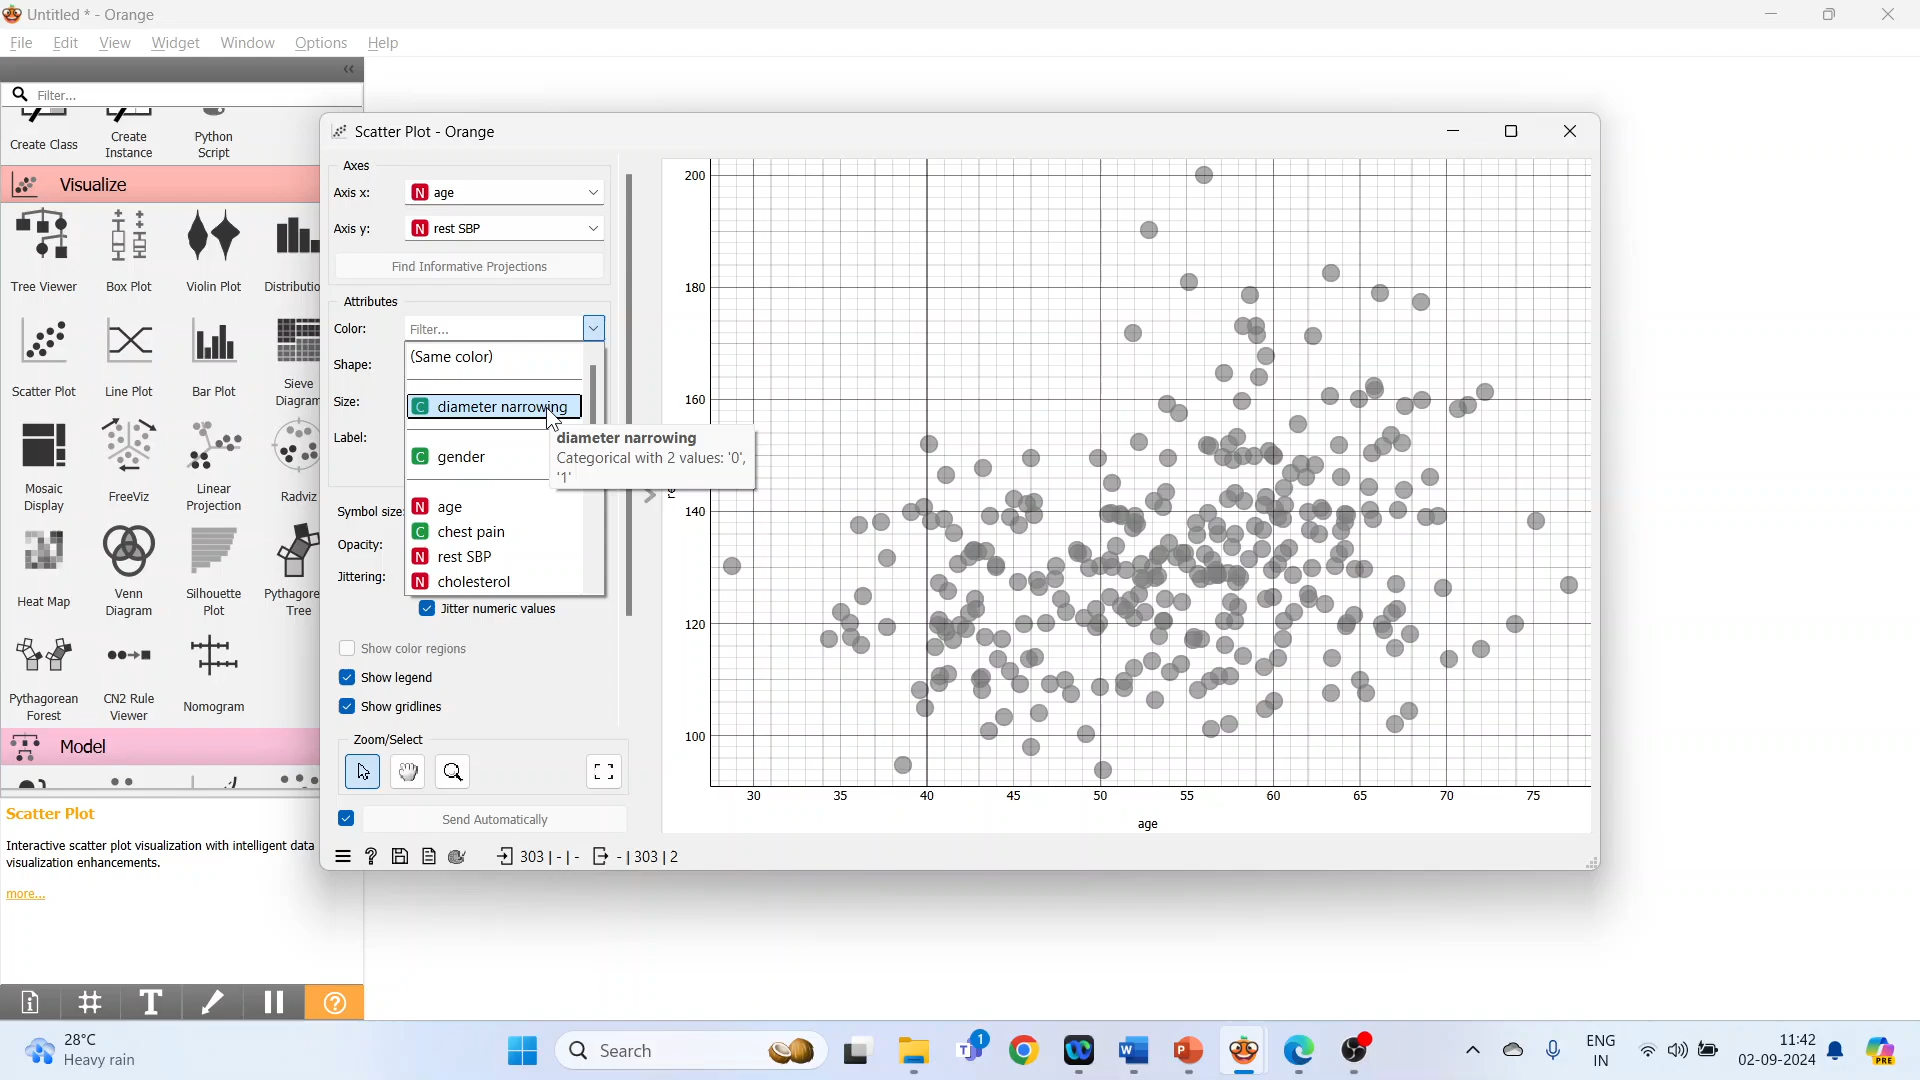 Untitled * - Orange
File Edit View Widget Window Options Help
Filter...
Create Class
Create
Instance
Python
Script
Visualize
Tree Viewer
Box Plot
Violin Plot
Distributio
Scatter Plot
Line Plot
Bar Plot
Sieve
Diagram
Mosaic
Display
FreeViz
Linear
Projection
Radviz
Heat Map
Venn
Diagram
Silhouette
Plot
Pythagore
Tree
Pythagorean
Forest
CN2 Rule
Viewer
Nomogram
Model
Scatter Plot
Interactive scatter plot visualization with intelligent data
visualization enhancements.
more...
Scatter Plot - Orange
Axes
Axis x: N age
Axis y: N rest SBP
Find Informative Projections
Attributes
Color: Filter...
(Same color)
Shape:
Size:
C diameter narrowing
Label:
C gender
N age
Symbol size:
C chest pain
Opacity:
N rest SBP
Jittering:
N cholesterol
diameter narrowing
Categorical with 2 values: '0',
'1'
Jitter numeric values
Show color regions
Show legend
Show gridlines
Zoom/Select
Send Automatically
303 | - | - - | 303 | 2
200
180
160
140
120
100
re
30 35 40 45 50 55 60 65 70 75
age
28°C
Heavy rain
Search
1
ENG
IN
11:42
02-09-2024
PRE